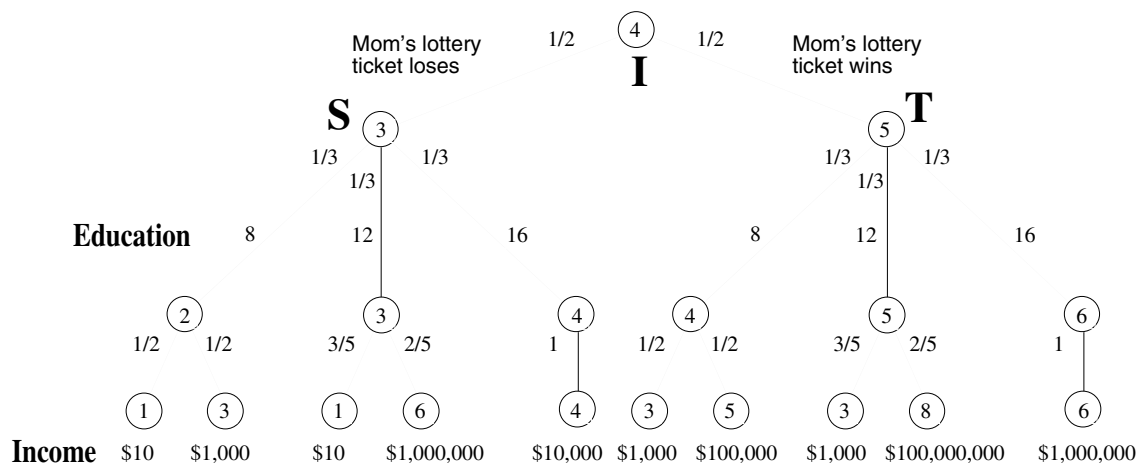 1/2 4 1/2
Mom's lottery Mom's lottery
ticket loses ticket wins
I
S 3 5 T
1/3 1/3 1/3 1/3
1/3 1/3
Education 8 12 16 8 12 16
2 3 4 4 5 6
1/2 1/2 3/5 2/5 1 1/2 1/2 3/5 2/5 1
1 3 1 6 4 3 5 3 8 6
Income $10 $1,000 $10 $1,000,000 $10,000 $1,000 $100,000 $1,000 $100,000,000 $1,000,000